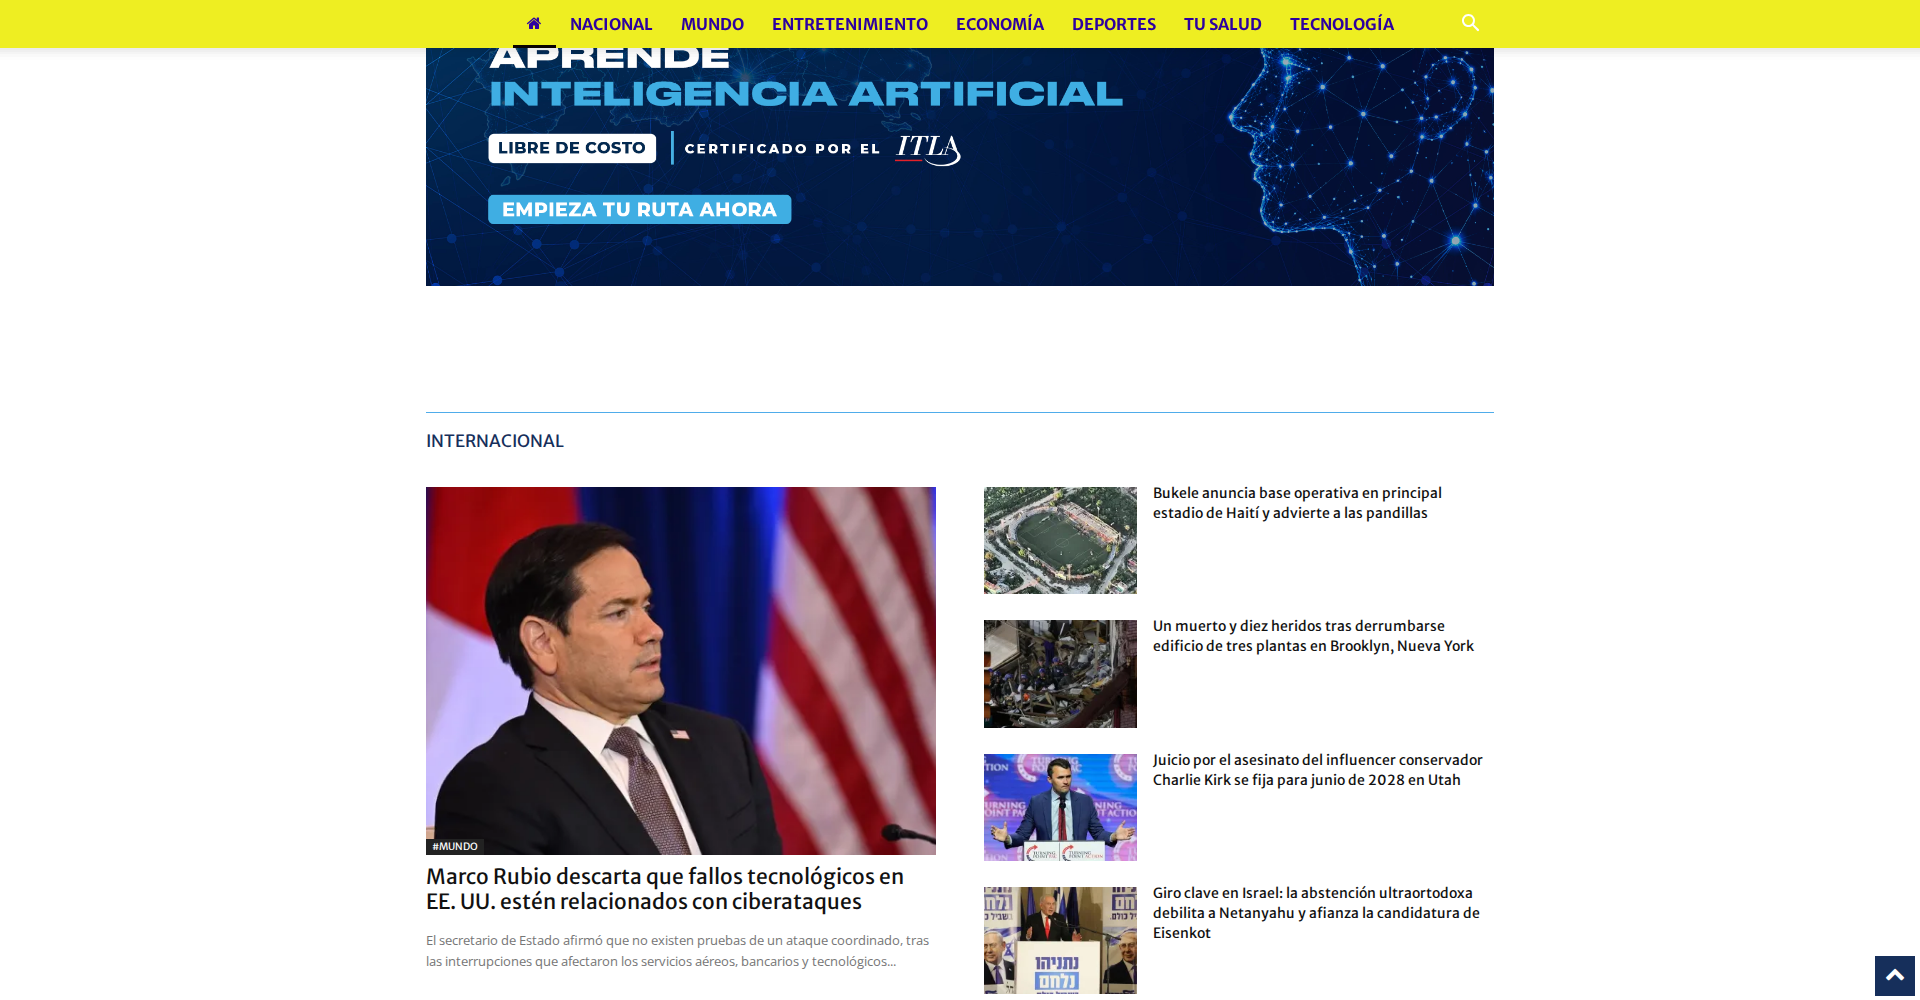 NACIONAL MUNDO ENTRETENIMIENTO ECONOMÍA DEPORTES TU SALUD TECNOLOGÍA
APRENDE
INTELIGENCIA ARTIFICIAL
LIBRE DE COSTO CERTIFICADO POR EL ITLA
EMPIEZA TU RUTA AHORA
INTERNACIONAL
#MUNDO
Marco Rubio descarta que fallos tecnológicos en
EE. UU. estén relacionados con ciberataques
El secretario de Estado afirmó que no existen pruebas de un ataque coordinado, tras
las interrupciones que afectaron los servicios aéreos, bancarios y tecnológicos...
Bukele anuncia base operativa en principal
estadio de Haití y advierte a las pandillas
Un muerto y diez heridos tras derrumbarse
edificio de tres plantas en Brooklyn, Nueva York
Juicio por el asesinato del influencer conservador
Charlie Kirk se fija para junio de 2028 en Utah
Giro clave en Israel: la abstención ultraortodoxa
debilita a Netanyahu y afianza la candidatura de
Eisenkot
נתניהו
נלחם